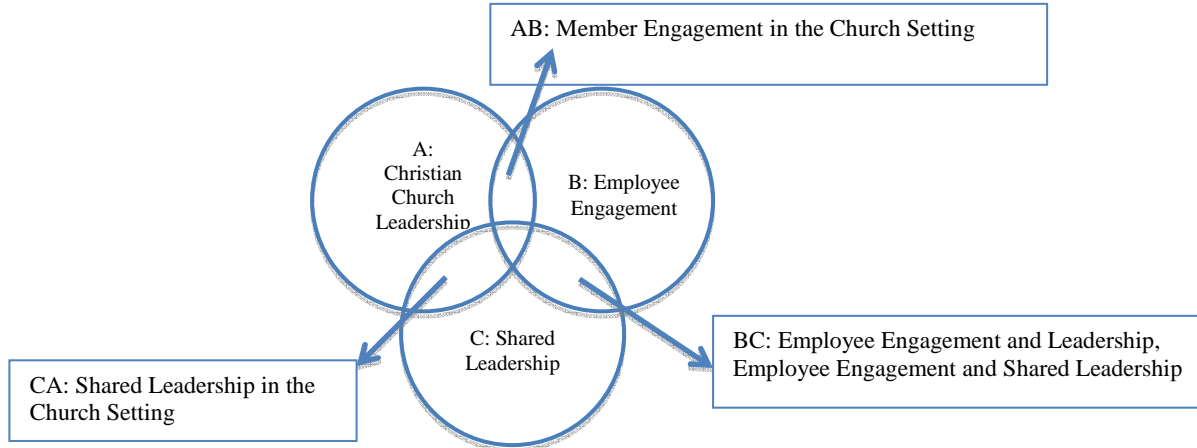 AB: Member Engagement in the Church Setting
A:
Christian
Church
Leadership
B: Employee
Engagement
C: Shared
Leadership
BC: Employee Engagement and Leadership,
Employee Engagement and Shared Leadership
CA: Shared Leadership in the
Church Setting